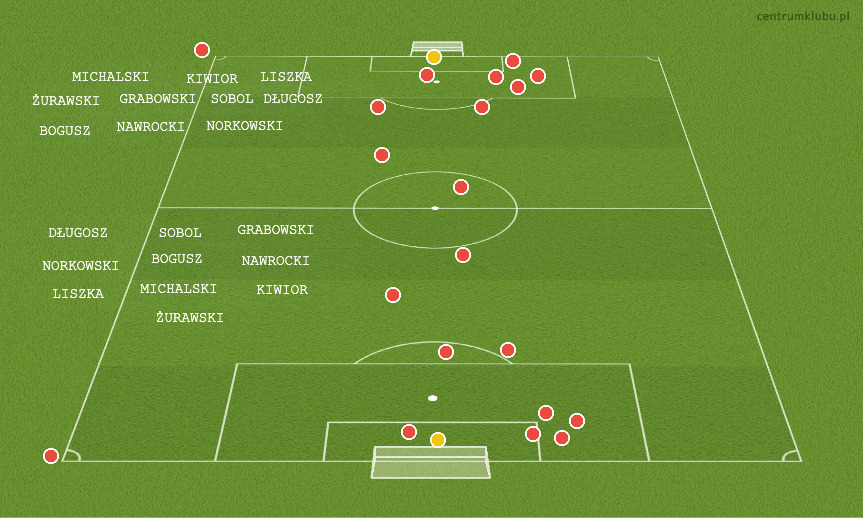 centrumklubu.pl
MICHALSKI KIWIOR LISZKA
ŻURAWSKI GRABOWSKI SOBOL DŁUGOSZ
BOGUSZ NAWROCKI NORKOWSKI
DŁUGOSZ SOBOL GRABOWSKI
NORKOWSKI BOGUSZ NAWROCKI
LISZKA MICHALSKI KIWIOR
ŻURAWSKI